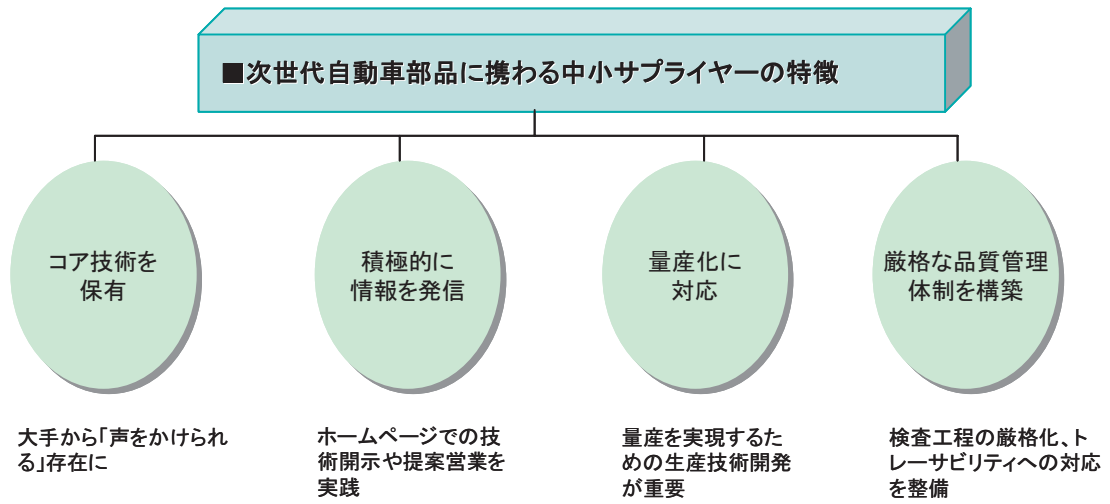 ■次世代自動車部品に携わる中小サプライヤーの特徴
コア技術を
保有
積極的に
情報を発信
量産化に
対応
厳格な品質管理
体制を構築
大手から「声をかけられ
る」存在に
ホームページでの技
術開示や提案営業を
実践
量産を実現するた
めの生産技術開発
が重要
検査工程の厳格化、ト
レーサビリティへの対応
を整備